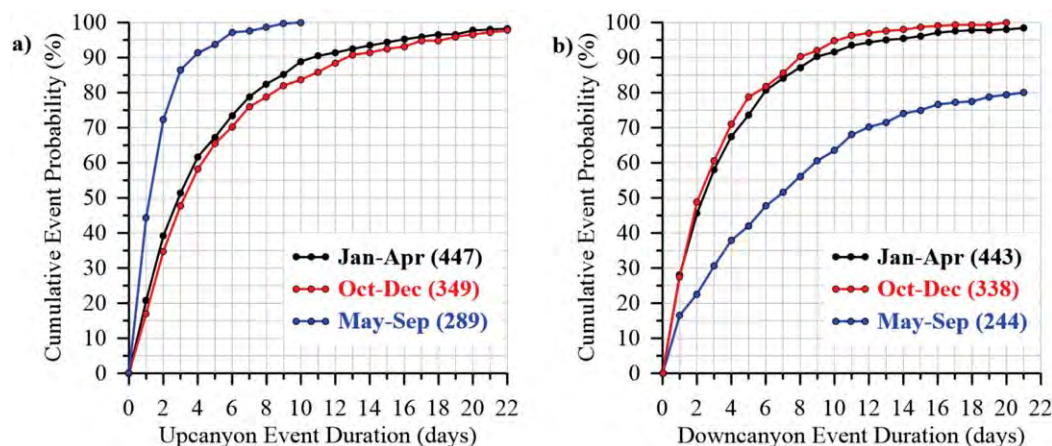 a)
Cumulative Event Probability (%)
100
90
80
70
60
50
40
30
20
10
0
Jan-Apr (447)
Oct-Dec (349)
May-Sep (289)
0 2 4 6 8 10 12 14 16 18 20 22
Upcanyon Event Duration (days)
b)
Cumulative Event Probability (%)
100
90
80
70
60
50
40
30
20
10
0
Jan-Apr (443)
Oct-Dec (338)
May-Sep (244)
0 2 4 6 8 10 12 14 16 18 20 22
Downcanyon Event Duration (days)